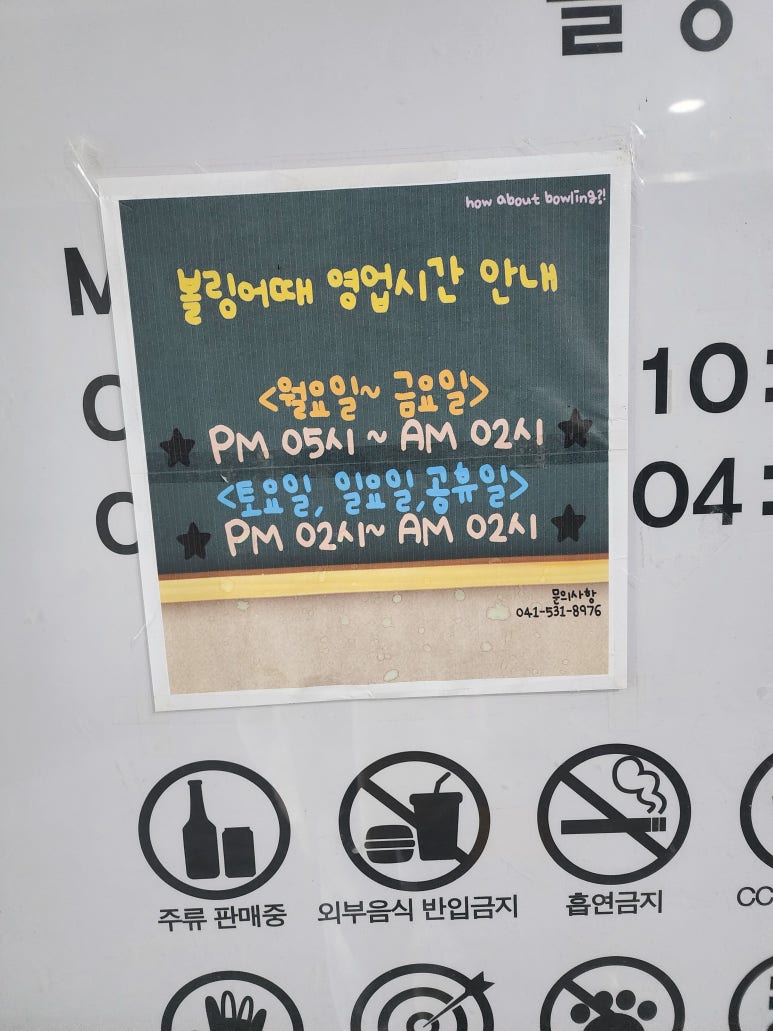 볼링
how about bowling?!
볼링어때 영업시간 안내
<월요일~ 금요일>
PM 05시 ~ AM 02시
10:
<토요일, 일요일,공휴일>
04:
PM 02시~ AM 02시
문의사항
041-531-8976
주류 판매중
외부음식 반입금지
흡연금지
CC